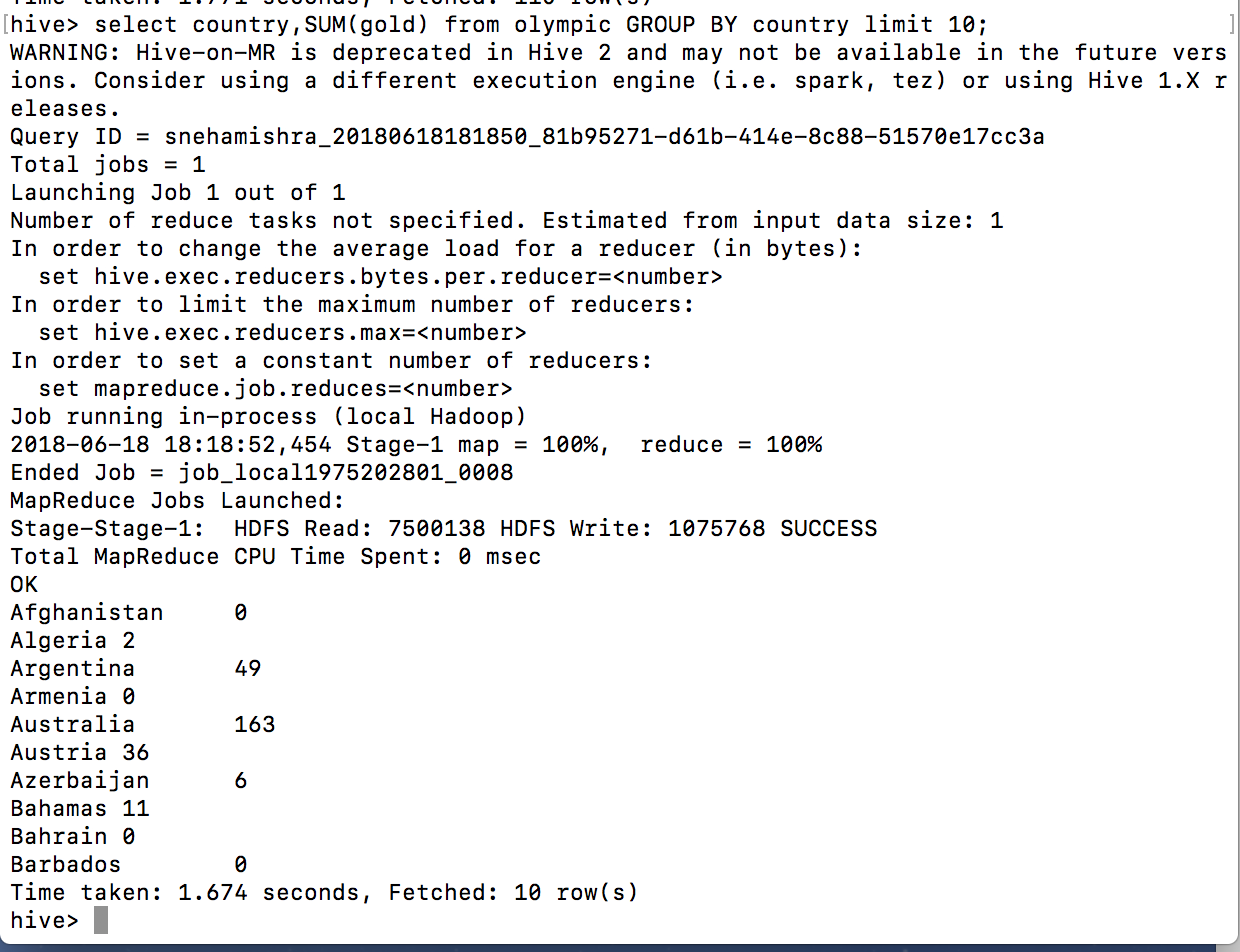 Time taken: 1.771 seconds, Fetched: 110 row(s)
[hive> select country,SUM(gold) from olympic GROUP BY country limit 10; ]
WARNING: Hive-on-MR is deprecated in Hive 2 and may not be available in the future vers
ions. Consider using a different execution engine (i.e. spark, tez) or using Hive 1.X r
eleases.
Query ID = snehamishra_20180618181850_81b95271-d61b-414e-8c88-51570e17cc3a
Total jobs = 1
Launching Job 1 out of 1
Number of reduce tasks not specified. Estimated from input data size: 1
In order to change the average load for a reducer (in bytes):
  set hive.exec.reducers.bytes.per.reducer=<number>
In order to limit the maximum number of reducers:
  set hive.exec.reducers.max=<number>
In order to set a constant number of reducers:
  set mapreduce.job.reduces=<number>
Job running in-process (local Hadoop)
2018-06-18 18:18:52,454 Stage-1 map = 100%,  reduce = 100%
Ended Job = job_local1975202801_0008
MapReduce Jobs Launched:
Stage-Stage-1:  HDFS Read: 7500138 HDFS Write: 1075768 SUCCESS
Total MapReduce CPU Time Spent: 0 msec
OK
Afghanistan     0
Algeria 2
Argentina       49
Armenia 0
Australia       163
Austria 36
Azerbaijan      6
Bahamas 11
Bahrain 0
Barbados        0
Time taken: 1.674 seconds, Fetched: 10 row(s)
hive>